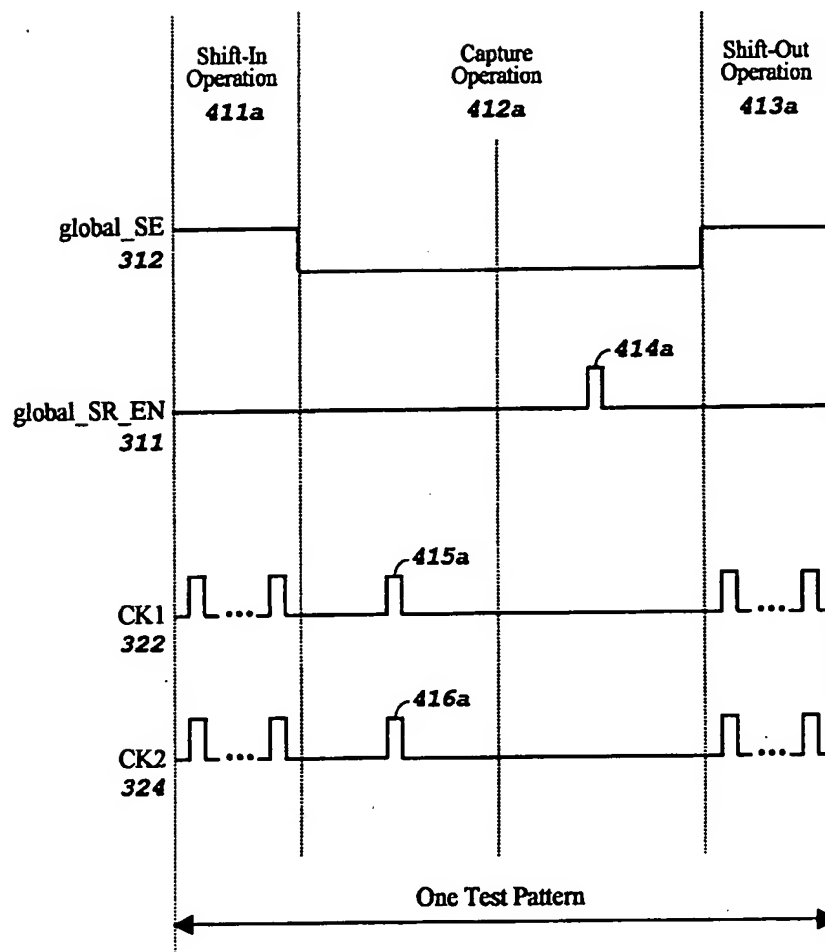 Shift-In
Operation
411a
Capture
Operation
412a
Shift-Out
Operation
413a
global_SE
312
414a
global_SR_EN
311
415a
CK1
322
416a
CK2
324
One Test Pattern